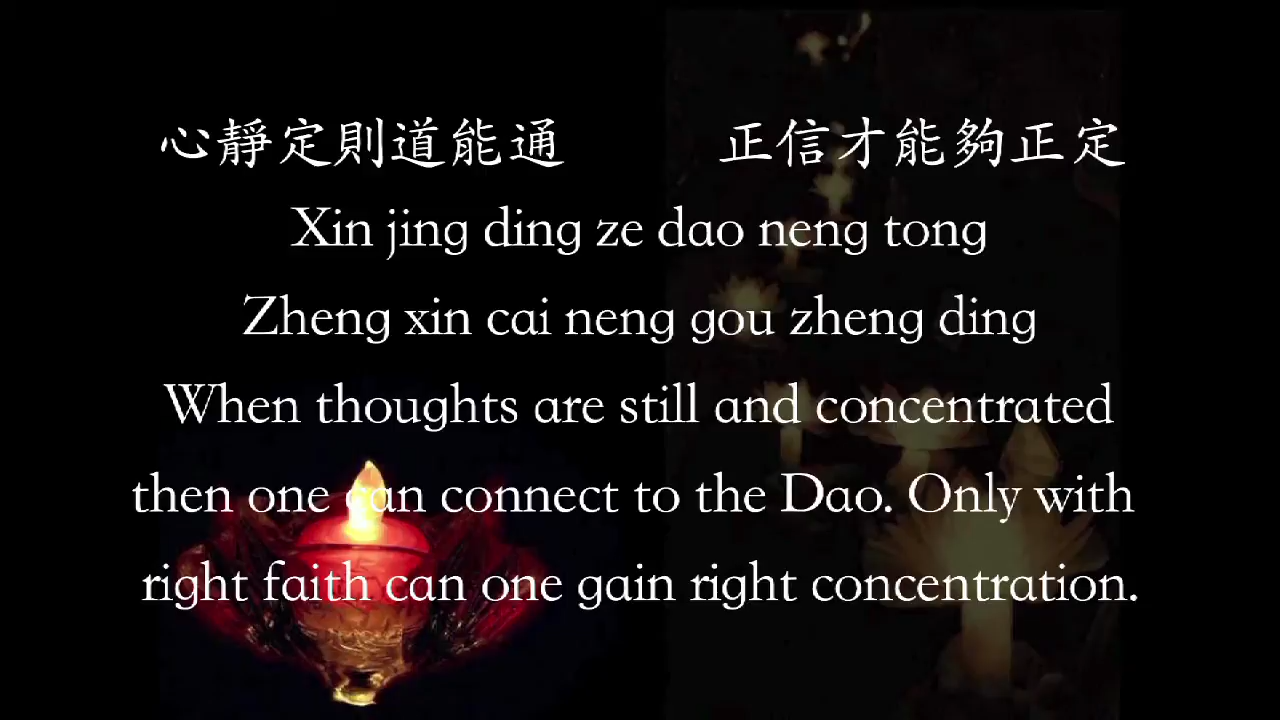 心靜定則道能通 正信才能夠正定
Xin jing ding ze dao neng tong
Zheng xin cai neng gou zheng ding
When thoughts are still and concentrated
then one can connect to the Dao. Only with
right faith can one gain right concentration.